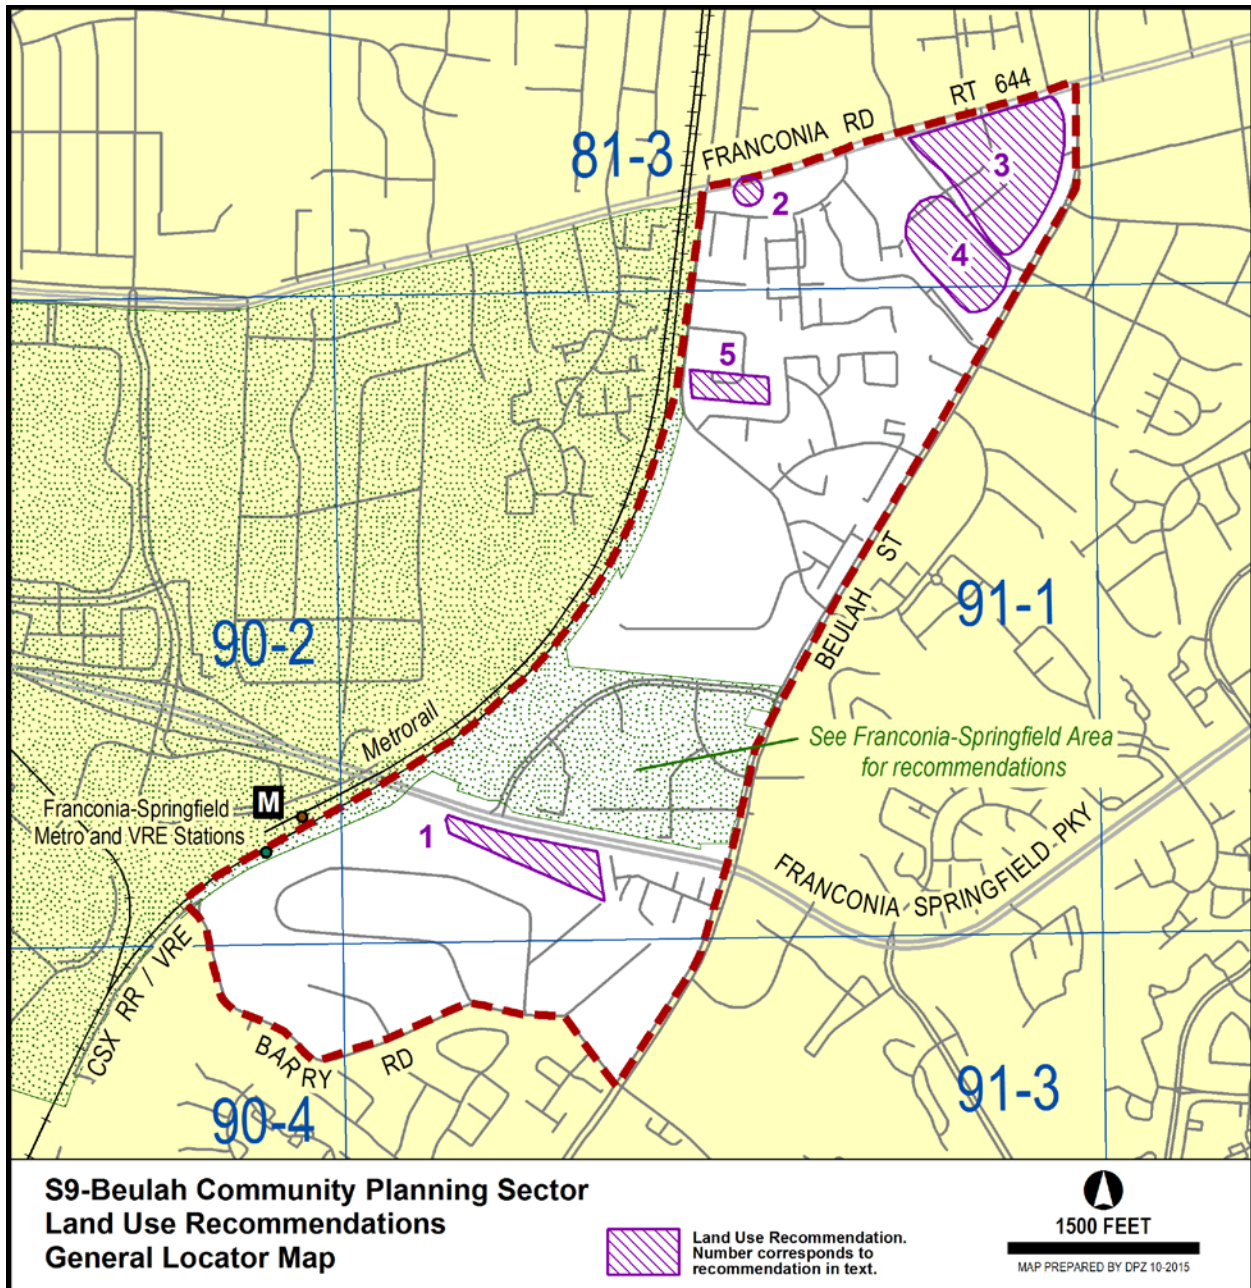 81-3
FRANCONIA RD
RT 644
3
2
4
5
90-2
91-1
BEULAH ST
Metrorail
See Franconia-Springfield Area
for recommendations
M
Franconia-Springfield
Metro and VRE Stations
1
FRANCONIA SPRINGFIELD PKY
CSX RR / VRE
BARRY RD
90-4
91-3
S9-Beulah Community Planning Sector
Land Use Recommendations
General Locator Map
Land Use Recommendation.
Number corresponds to
recommendation in text.
1500 FEET
MAP PREPARED BY DPZ 10-2015